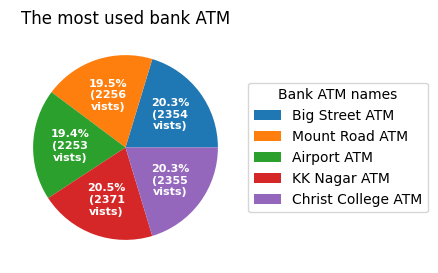 The most used bank ATM
19.5%
(2256
vists)
20.3%
(2354
vists)
19.4%
(2253
vists)
20.5%
(2371
vists)
20.3%
(2355
vists)
Bank ATM names
Big Street ATM
Mount Road ATM
Airport ATM
KK Nagar ATM
Christ College ATM